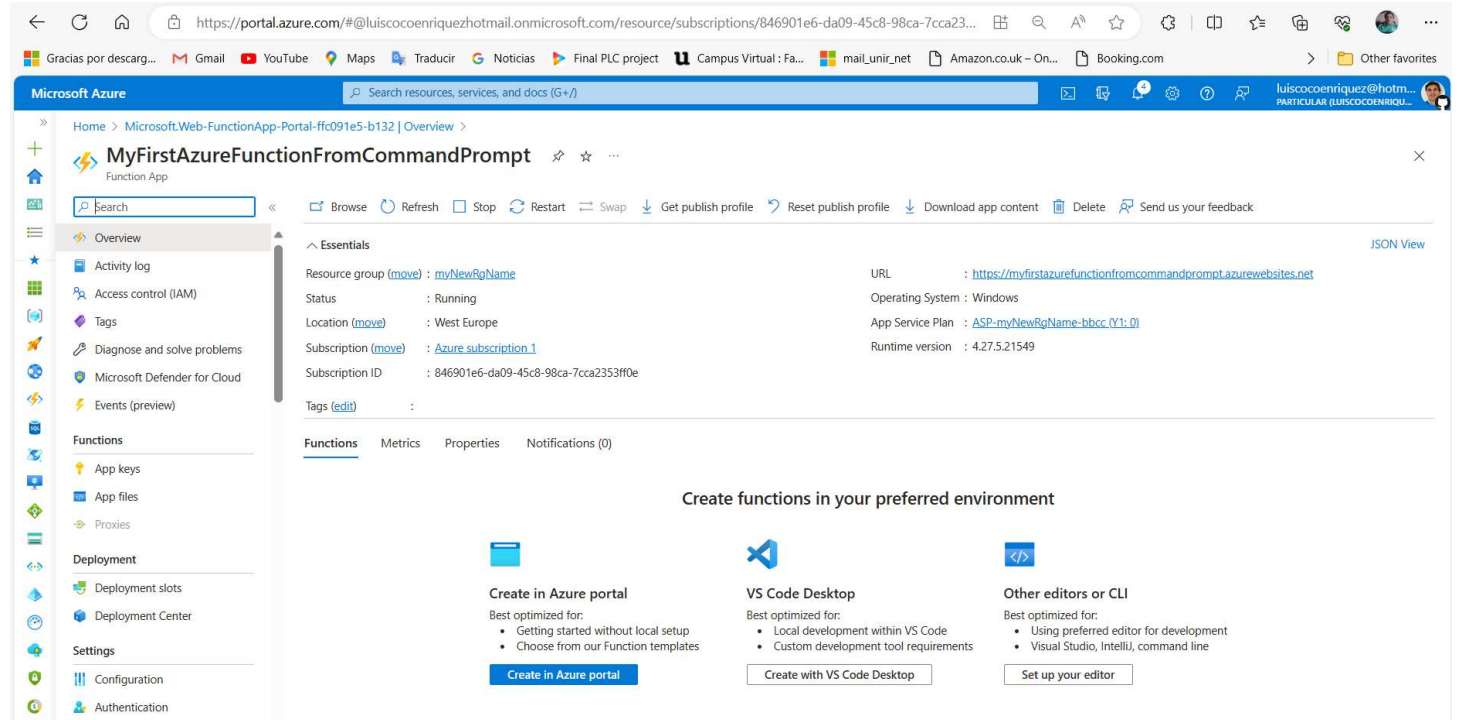 https://portal.azure.com/#@luiscocoenriquezhotmail.onmicrosoft.com/resource/subscriptions/846901e6-da09-45c8-98ca-7cca23...
Gracias por descarg... Gmail YouTube Maps Traducir Noticias Final PLC project Campus Virtual : Fa... mail_unir_net Amazon.co.uk – On... Booking.com Other favorites
Microsoft Azure Search resources, services, and docs (G+/) 4 luiscocoenriquez@hotm...
PARTICULAR (LUISCOCOENRIQU...
Home > Microsoft.Web-FunctionApp-Portal-ffc091e5-b132 | Overview >
MyFirstAzureFunctionFromCommandPrompt
Function App
Search
Browse Refresh Stop Restart Swap Get publish profile Reset publish profile Download app content Delete Send us your feedback
Overview
Activity log
Access control (IAM)
Tags
Diagnose and solve problems
Microsoft Defender for Cloud
Events (preview)
Functions
App keys
App files
Proxies
Deployment
Deployment slots
Deployment Center
Settings
Configuration
Authentication
Essentials
JSON View
Resource group (move) : myNewRgName
Status : Running
Location (move) : West Europe
Subscription (move) : Azure subscription 1
Subscription ID : 846901e6-da09-45c8-98ca-7cca2353ff0e
Tags (edit) :
URL : https://myfirstazurefunctionfromcommandprompt.azurewebsites.net
Operating System : Windows
App Service Plan : ASP-myNewRgName-bbcc (Y1: 0)
Runtime version : 4.27.5.21549
Functions Metrics Properties Notifications (0)
Create functions in your preferred environment
Create in Azure portal
Best optimized for:
• Getting started without local setup
• Choose from our Function templates
Create in Azure portal
VS Code Desktop
Best optimized for:
• Local development within VS Code
• Custom development tool requirements
Create with VS Code Desktop
Other editors or CLI
Best optimized for:
• Using preferred editor for development
• Visual Studio, IntelliJ, command line
Set up your editor